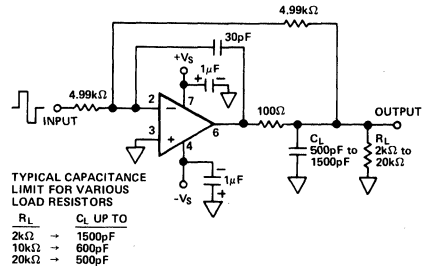 4.99kΩ
30pF
+VS
1μF
+ −
4.99kΩ
7
2
−
100Ω
OUTPUT
INPUT
3
+
6
4
CL
500pF to
1500pF
RL
2kΩ to
20kΩ
−
1μF
+
-VS
TYPICAL CAPACITANCE
LIMIT FOR VARIOUS
LOAD RESISTORS
RL CL UP TO
2kΩ → 1500pF
10kΩ → 600pF
20kΩ → 500pF